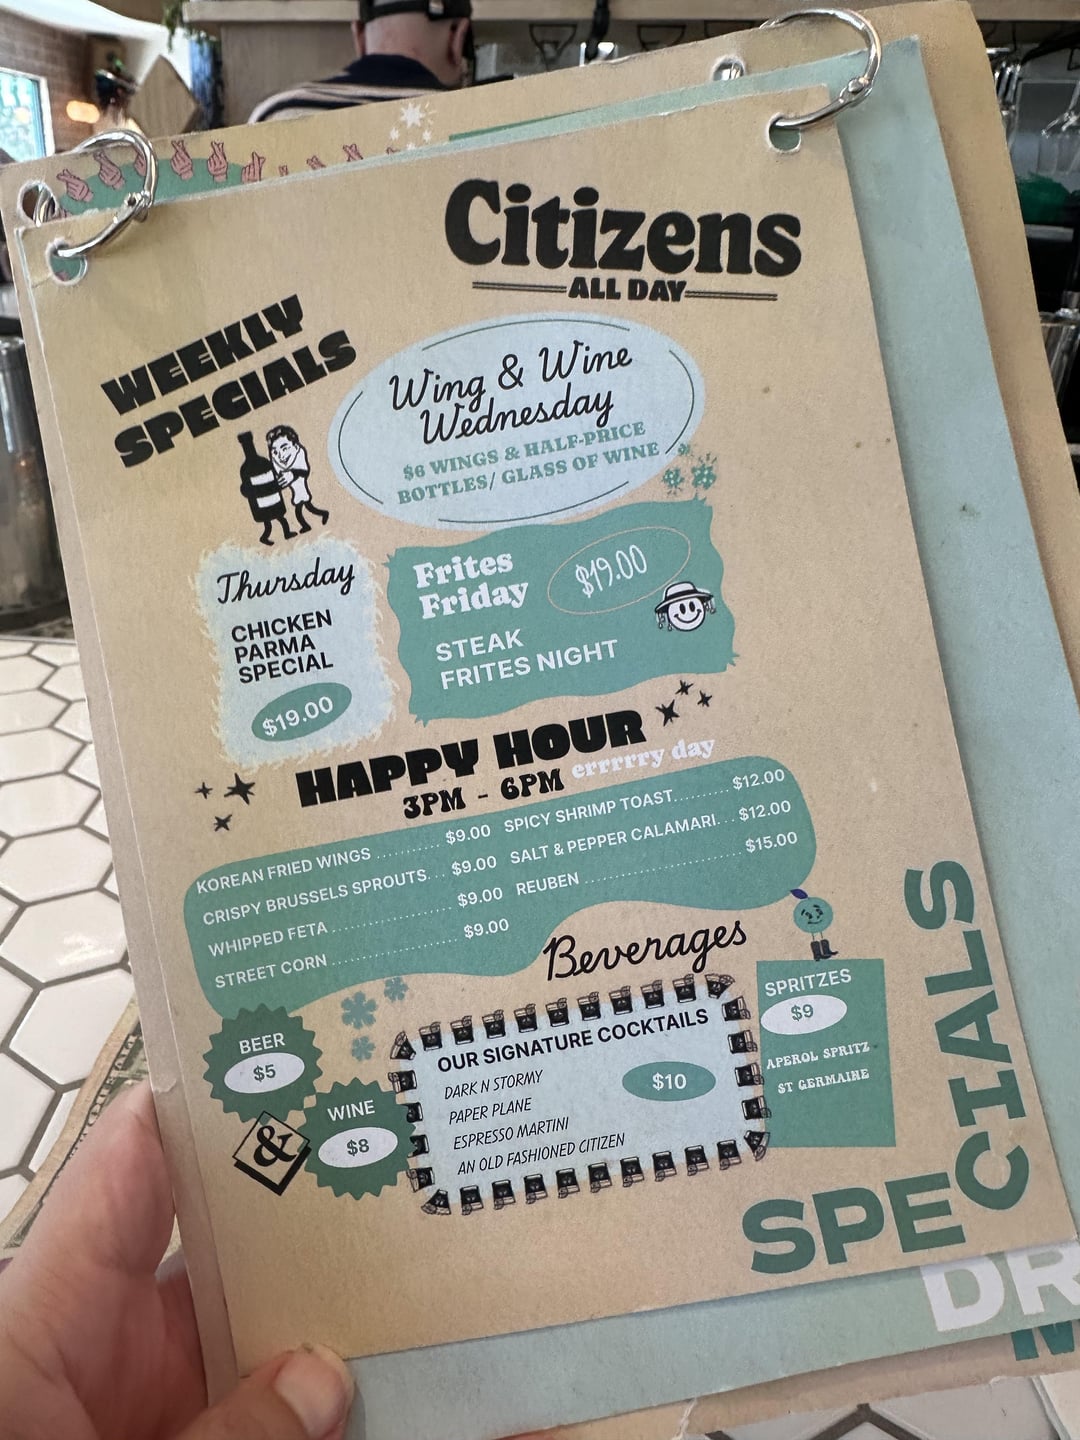 Citizens
ALL DAY
WEEKLY
SPECIALS
Wing & Wine
Wednesday
$6 WINGS & HALF-PRICE
BOTTLES/ GLASS OF WINE
Thursday
CHICKEN
PARMA
SPECIAL
$19.00
Frites
Friday
$19.00
STEAK
FRITES NIGHT
HAPPY HOUR
3PM - 6PM errrrry day
KOREAN FRIED WINGS ........... $9.00
CRISPY BRUSSELS SPROUTS... $9.00
WHIPPED FETA .................... $9.00
STREET CORN ..................... $9.00
SPICY SHRIMP TOAST......... $12.00
SALT & PEPPER CALAMARI... $12.00
REUBEN .......................... $15.00
Beverages
BEER
$5
&
WINE
$8
OUR SIGNATURE COCKTAILS
$10
DARK N STORMY
PAPER PLANE
ESPRESSO MARTINI
AN OLD FASHIONED CITIZEN
SPRITZES
$9
APEROL SPRITZ
ST GERMAINE
SPECIALS
DR